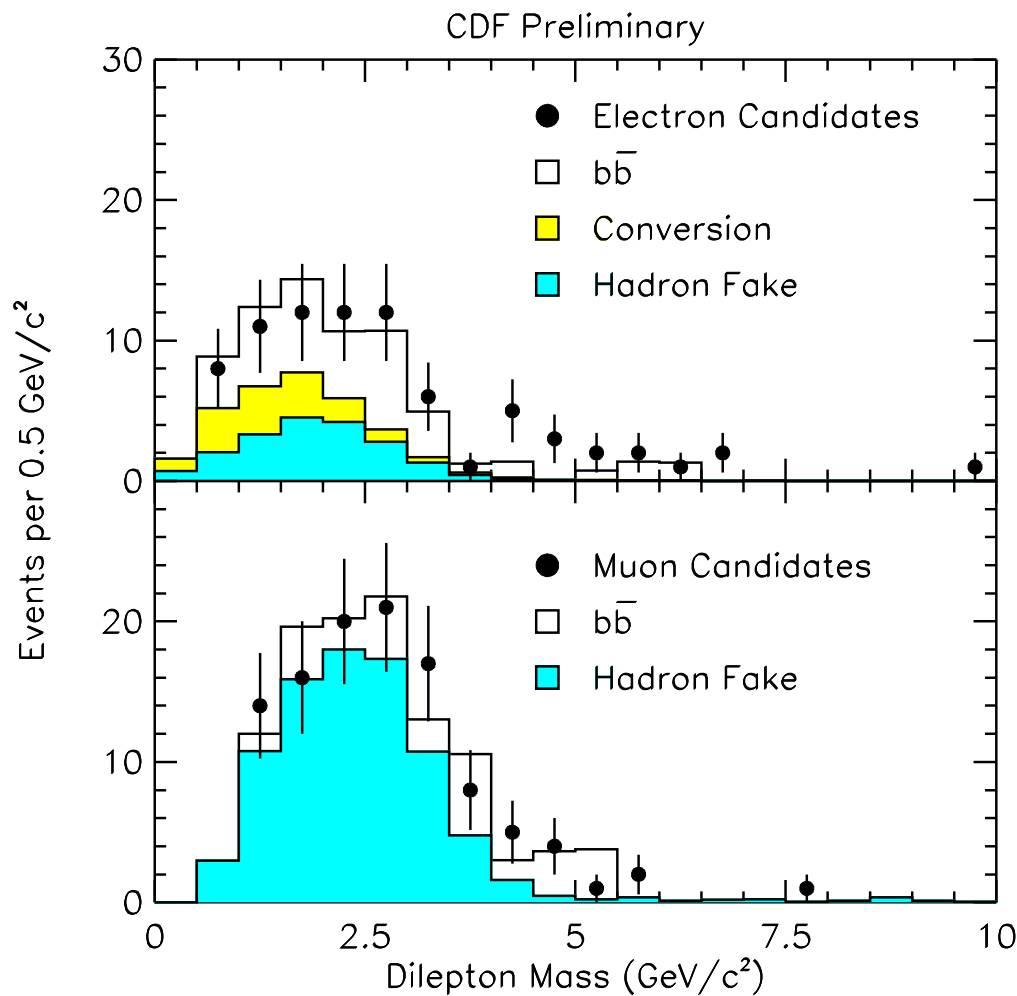 CDF Preliminary
30
20
10
0
Electron Candidates
bb̅
Conversion
Hadron Fake
Events per 0.5 GeV/c²
20
10
0
Muon Candidates
bb̅
Hadron Fake
0 2.5 5 7.5 10
Dilepton Mass (GeV/c²)